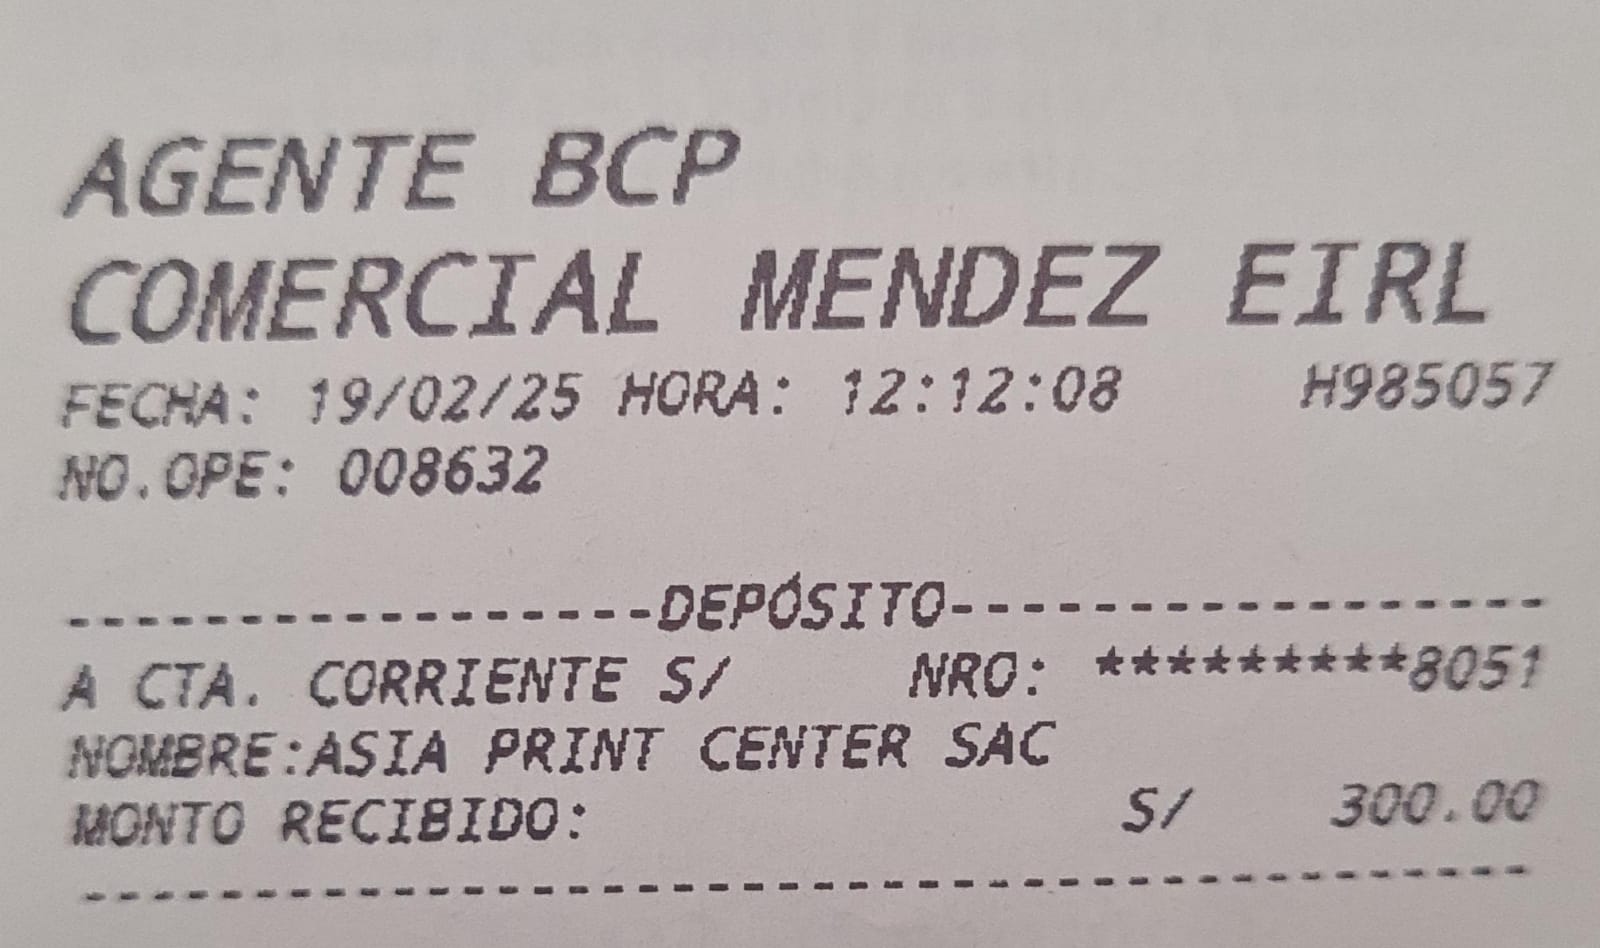 AGENTE BCP
COMERCIAL MENDEZ EIRL
FECHA: 19/02/25 HORA: 12:12:08 H985057
NO.OPE: 008632
------------------DEPÓSITO------------------
A CTA. CORRIENTE S/ NRO: *********8051
NOMBRE:ASIA PRINT CENTER SAC
MONTO RECIBIDO: S/ 300.00
--------------------------------------------